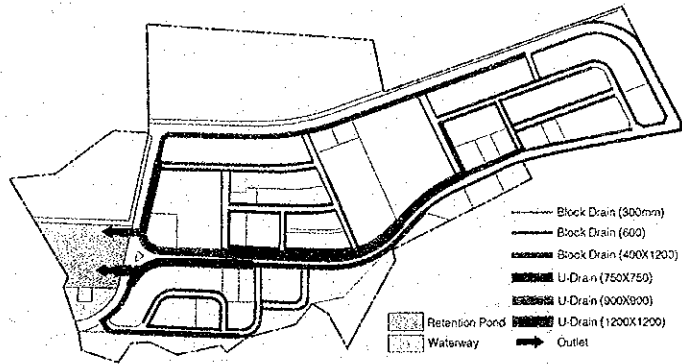 Block Drain (300mm)
Block Drain (600)
Block Drain (400X1200)
U-Drain (750X750)
U-Drain (900X900)
Retention Pond
U-Drain (1200X1200)
Waterway
Outlet